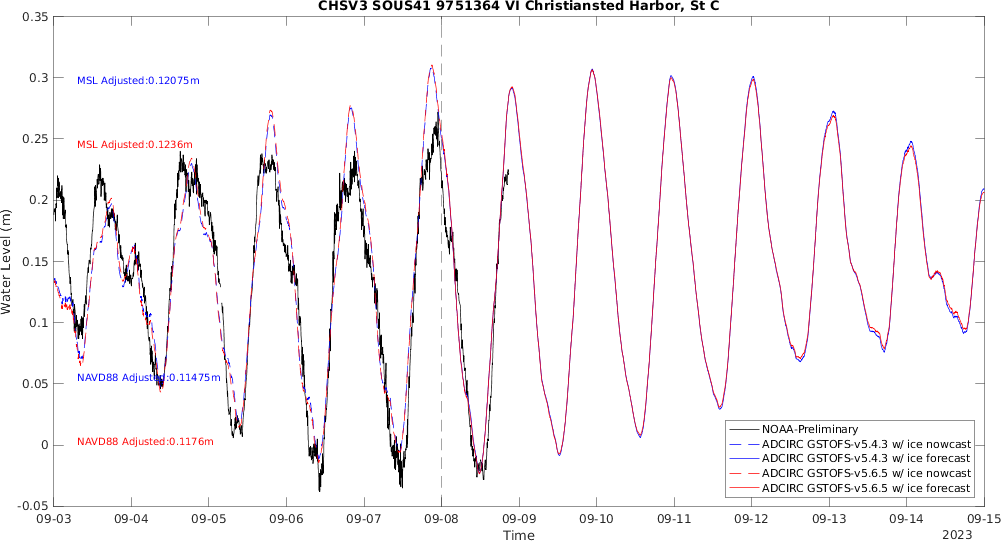 CHSV3 SOUS41 9751364 VI Christiansted Harbor, St C
0.35
0.3
0.25
0.2
0.15
0.1
0.05
0
-0.05
Water Level (m)
MSL Adjusted:0.12075m
MSL Adjusted:0.1236m
NAVD88 Adjusted:0.11475m
NAVD88 Adjusted:0.1176m
NOAA-Preliminary
ADCIRC GSTOFS-v5.4.3 w/ ice nowcast
ADCIRC GSTOFS-v5.4.3 w/ ice forecast
ADCIRC GSTOFS-v5.6.5 w/ ice nowcast
ADCIRC GSTOFS-v5.6.5 w/ ice forecast
09-03 09-04 09-05 09-06 09-07 09-08 09-09 09-10 09-11 09-12 09-13 09-14 09-15
Time
2023